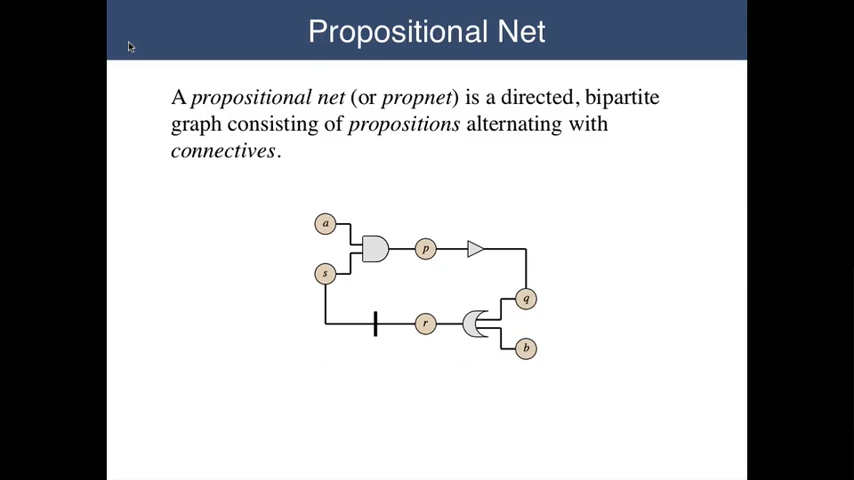 Propositional Net
A propositional net (or propnet) is a directed, bipartite
graph consisting of propositions alternating with
connectives.
a
p
s
q
r
b